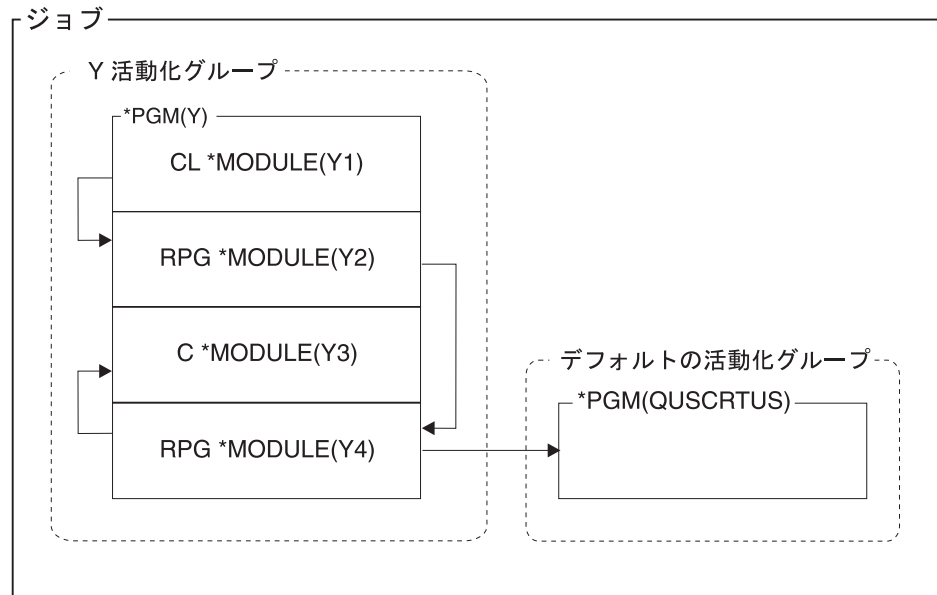 ジョブ
Y 活動化グループ
*PGM(Y)
CL *MODULE(Y1)
RPG *MODULE(Y2)
C *MODULE(Y3)
RPG *MODULE(Y4)
デフォルトの活動化グループ
*PGM(QUSCRTUS)